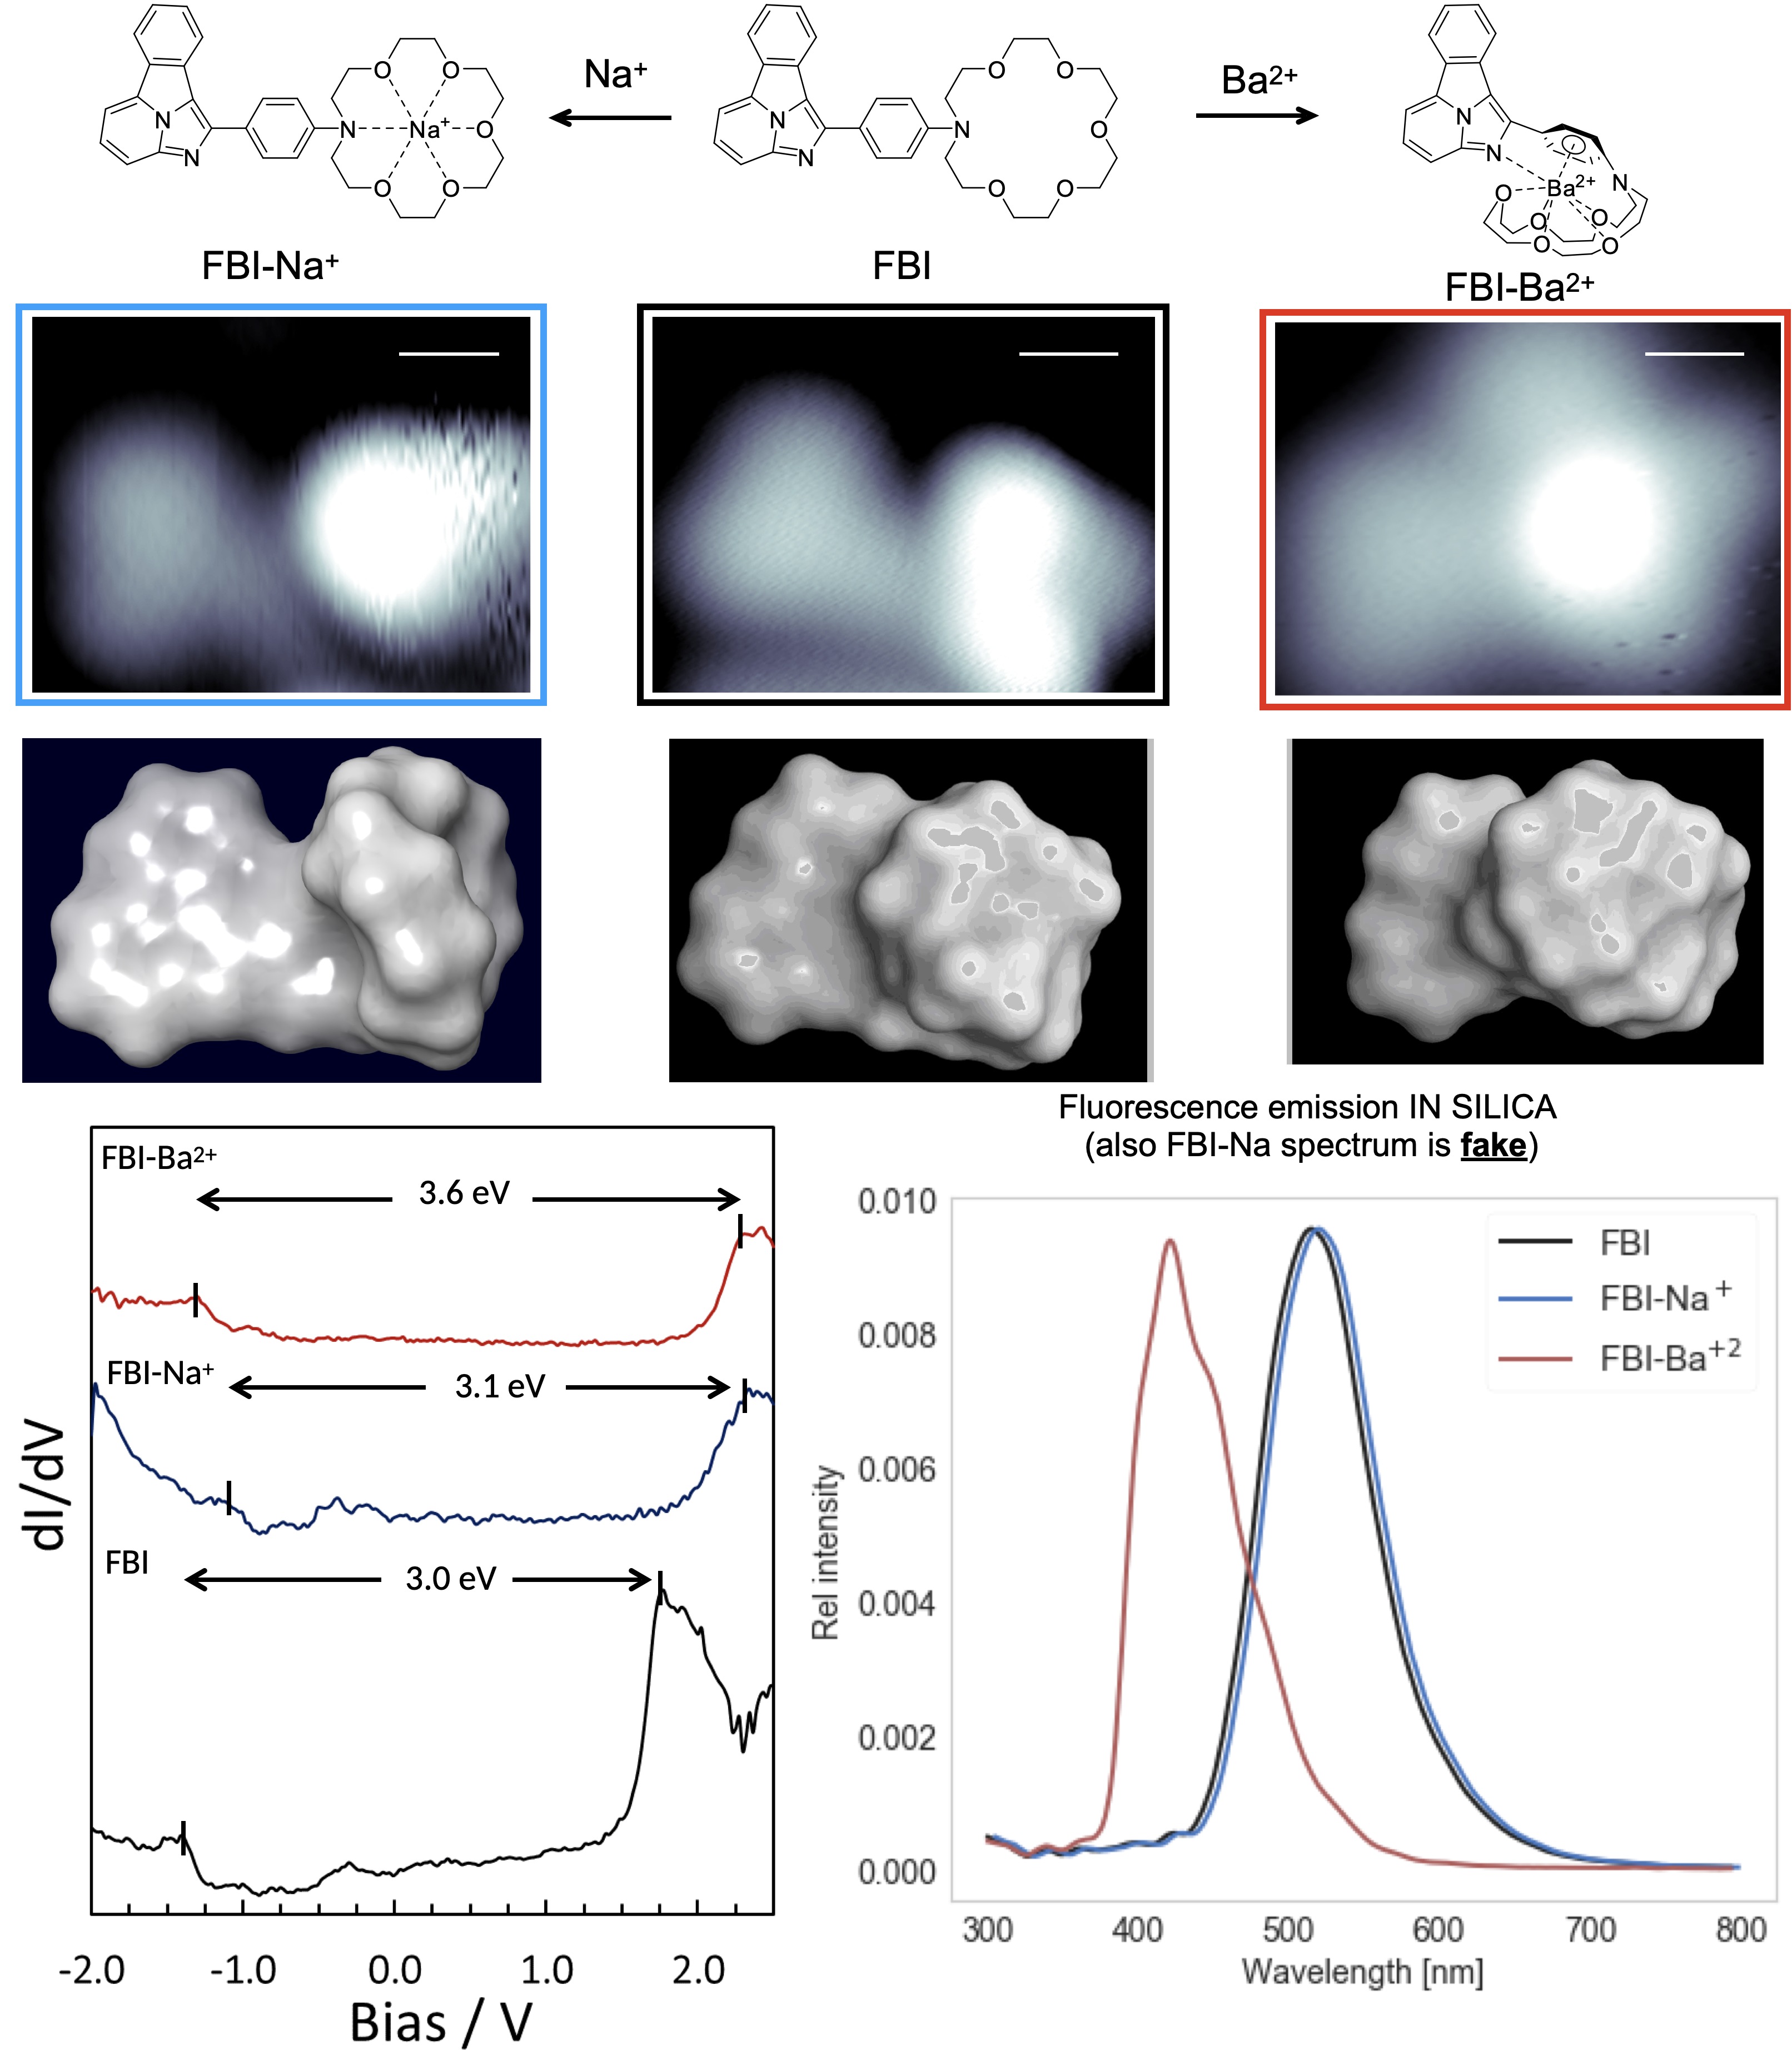 Na⁺
Ba²⁺
N
N
N
O
O
O
O
O
Na⁺
N
N
N
O
O
O
O
O
N
N
N
O
O
O
O
O
Ba²⁺
FBI-Na⁺
FBI
FBI-Ba²⁺
Fluorescence emission IN SILICA
(also FBI-Na spectrum is fake)
FBI-Ba²⁺
3.6 eV
FBI-Na⁺
3.1 eV
FBI
3.0 eV
dI/dV
-2.0 -1.0 0.0 1.0 2.0
Bias / V
0.010
0.008
0.006
0.004
0.002
0.000
Rel intensity
FBI
FBI-Na⁺
FBI-Ba⁺²
300 400 500 600 700 800
Wavelength [nm]